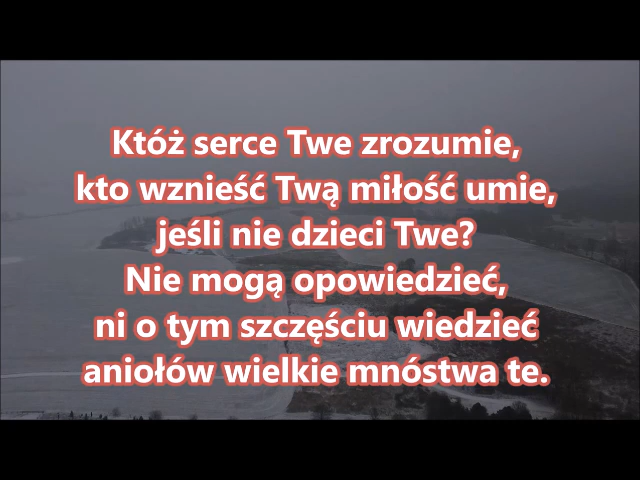 Któż serce Twe zrozumie,
kto wznieść Twą miłość umie,
jeśli nie dzieci Twe?
Nie mogą opowiedzieć,
ni o tym szczęściu wiedzieć
aniołów wielkie mnóstwa te.